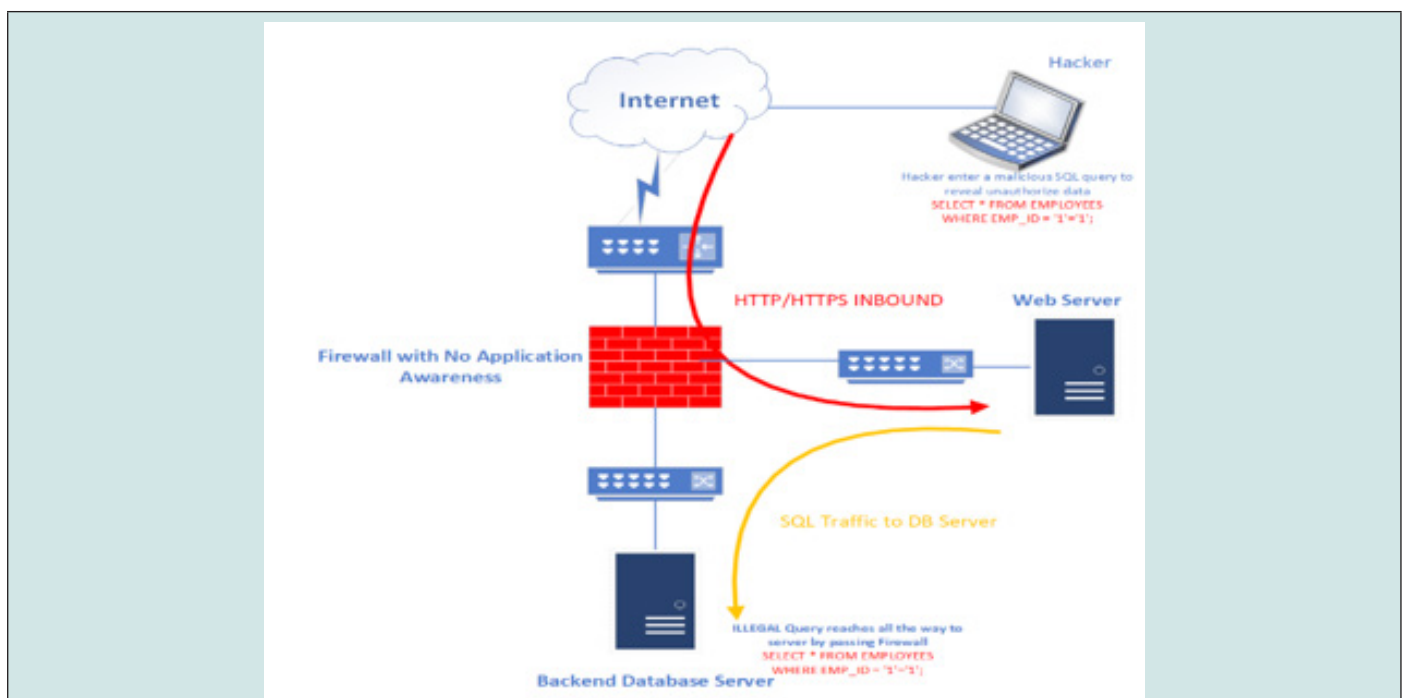 Hacker
Internet
Hacker enter a malicious SQL query to
reveal unauthorize data
SELECT * FROM EMPLOYEES
WHERE EMP_ID = '1'='1';
HTTP/HTTPS INBOUND
Web Server
Firewall with No Application
Awareness
SQL Traffic to DB Server
ILLEGAL Query reaches all the way to
server by passing Firewall
SELECT * FROM EMPLOYEES
WHERE EMP_ID = '1'='1';
Backend Database Server